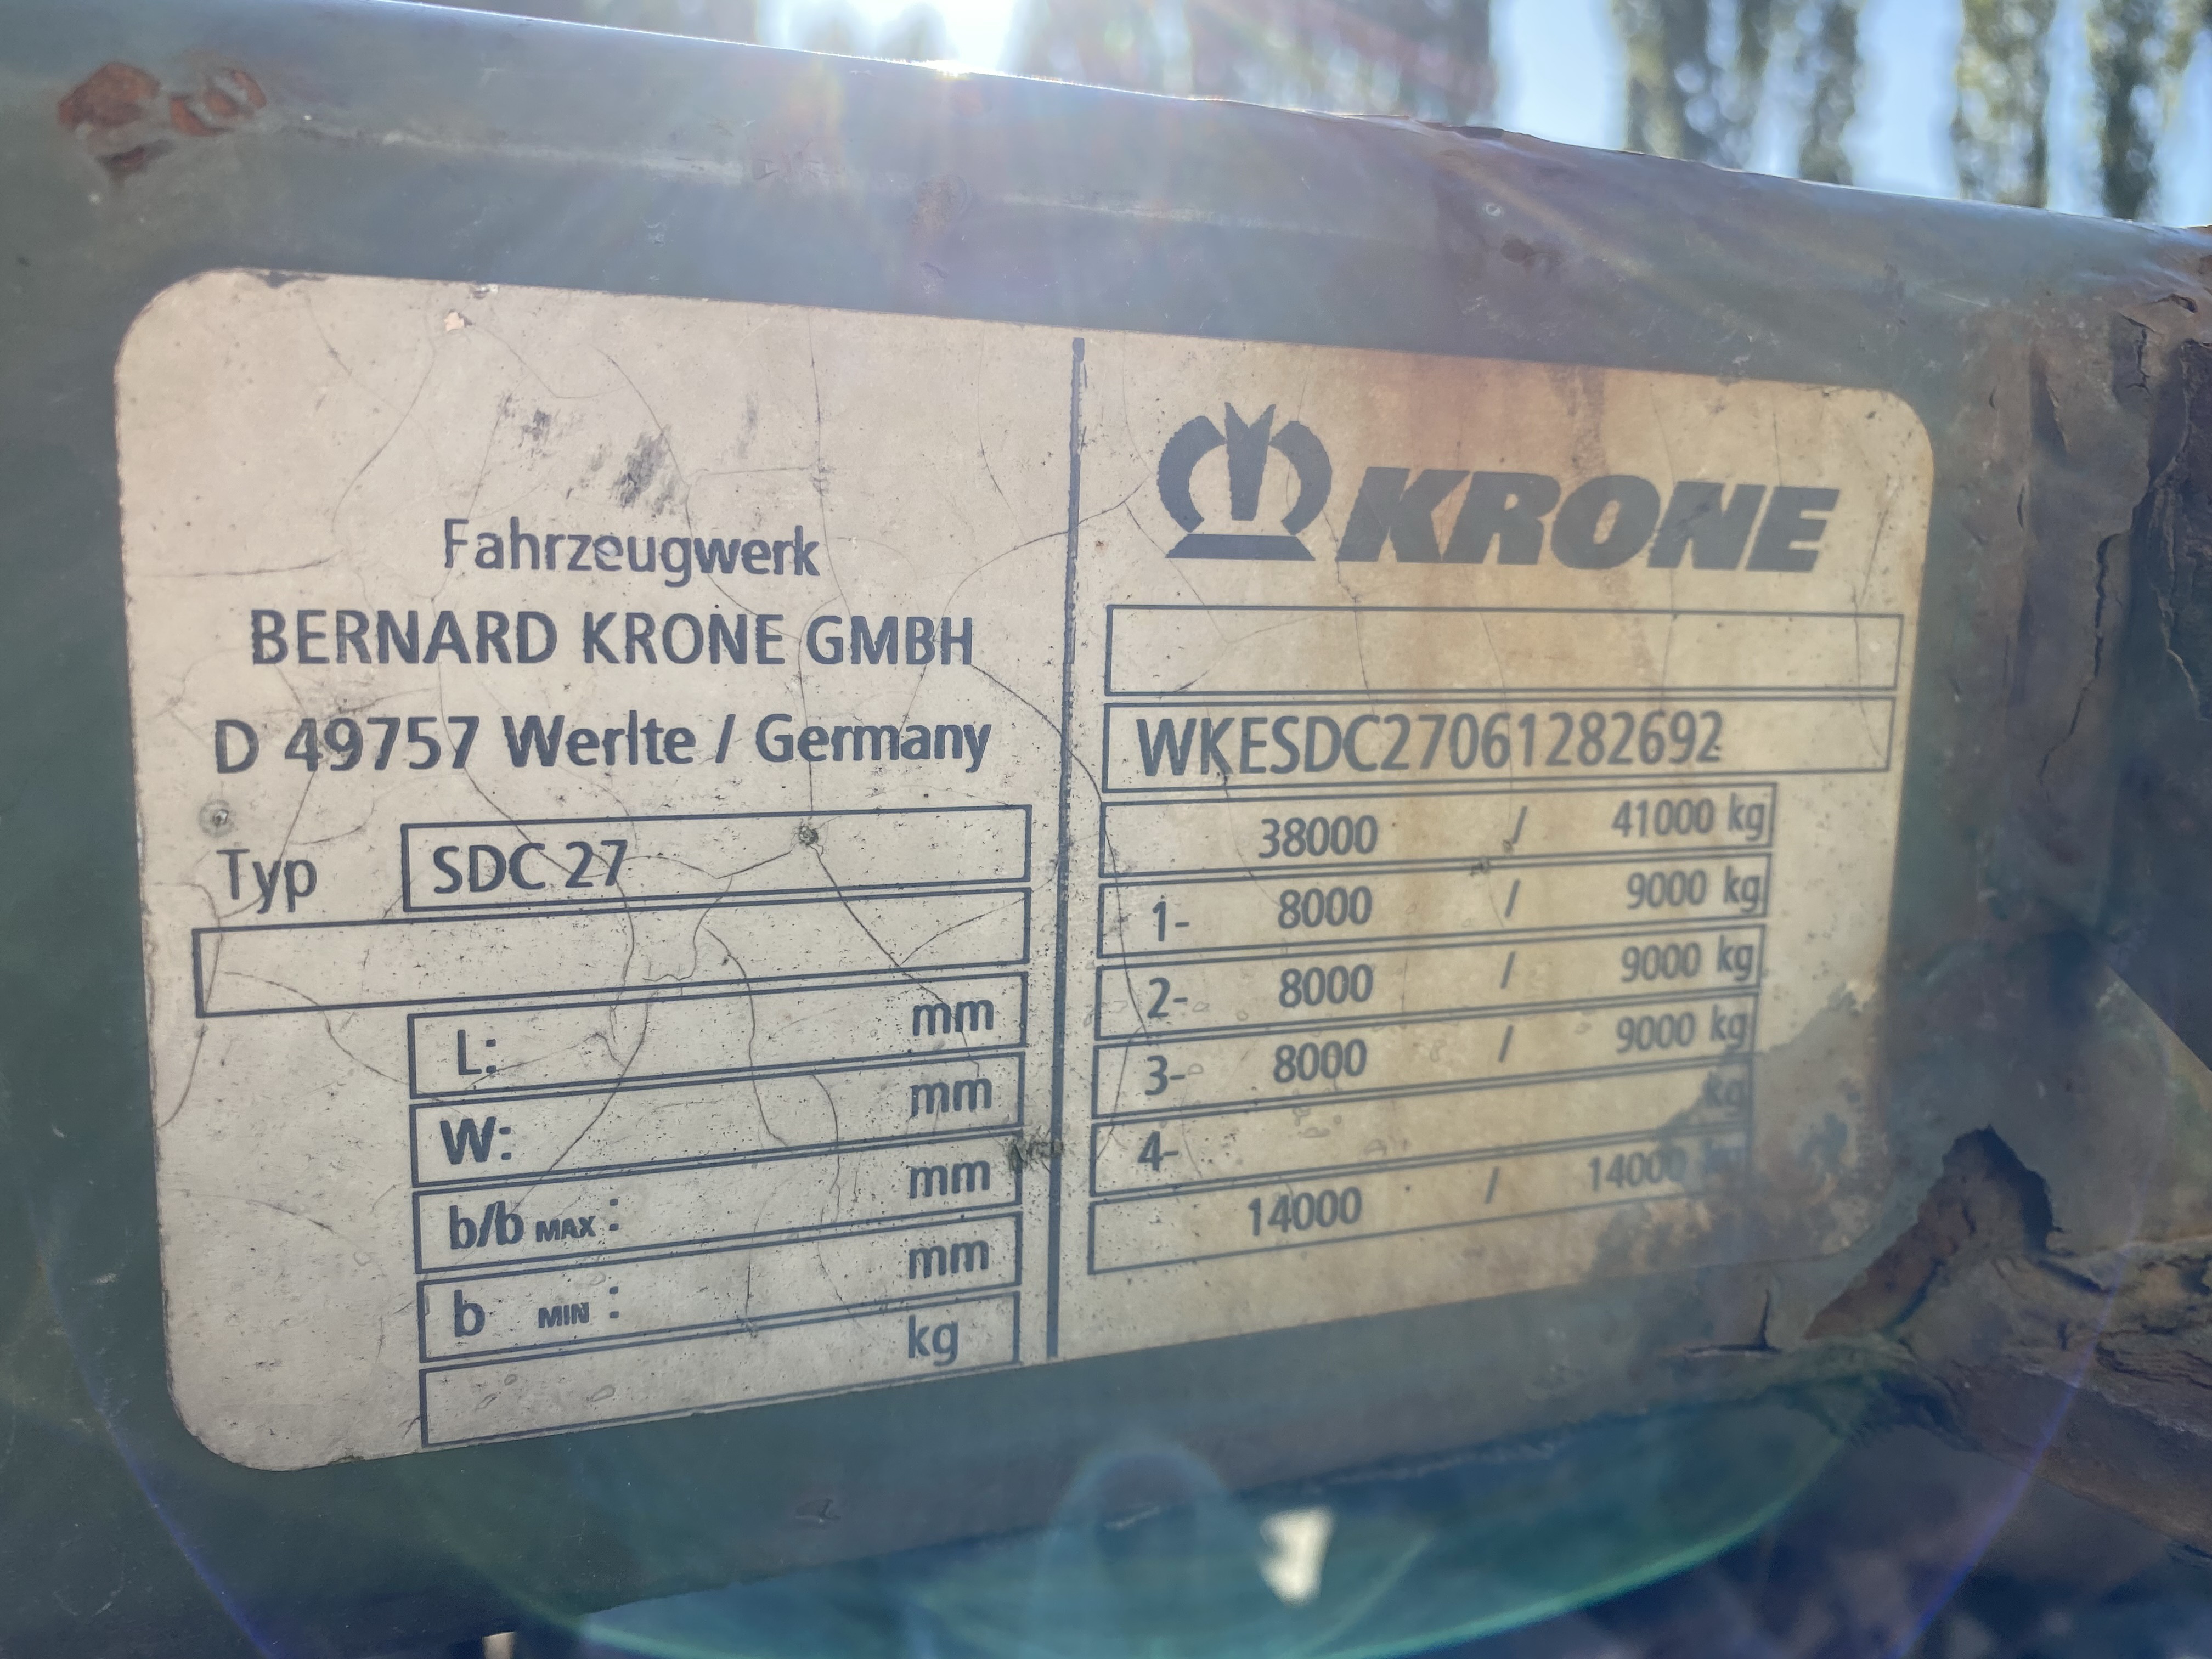 Fahrzeugwerk
BERNARD KRONE GMBH
D 49757 Werlte / Germany
Typ SDC 27
L: mm
W: mm
b/b MAX : mm
b MIN : mm
kg
KRONE
WKESDC27061282692
38000 / 41000 kg
1- 8000 / 9000 kg
2- 8000 / 9000 kg
3- 8000 / 9000 kg
4- kg
14000 / 14000 kg